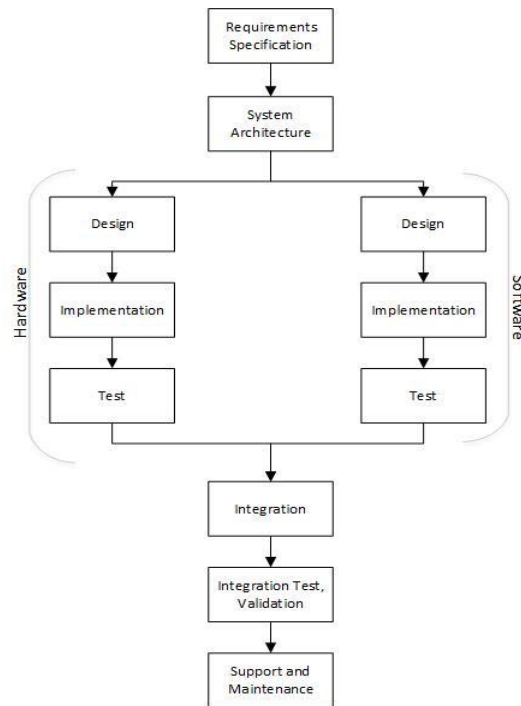 Requirements
Specification
System
Architecture
Hardware
Design
Implementation
Test
Design
Implementation
Test
Software
Integration
Integration Test,
Validation
Support and
Maintenance